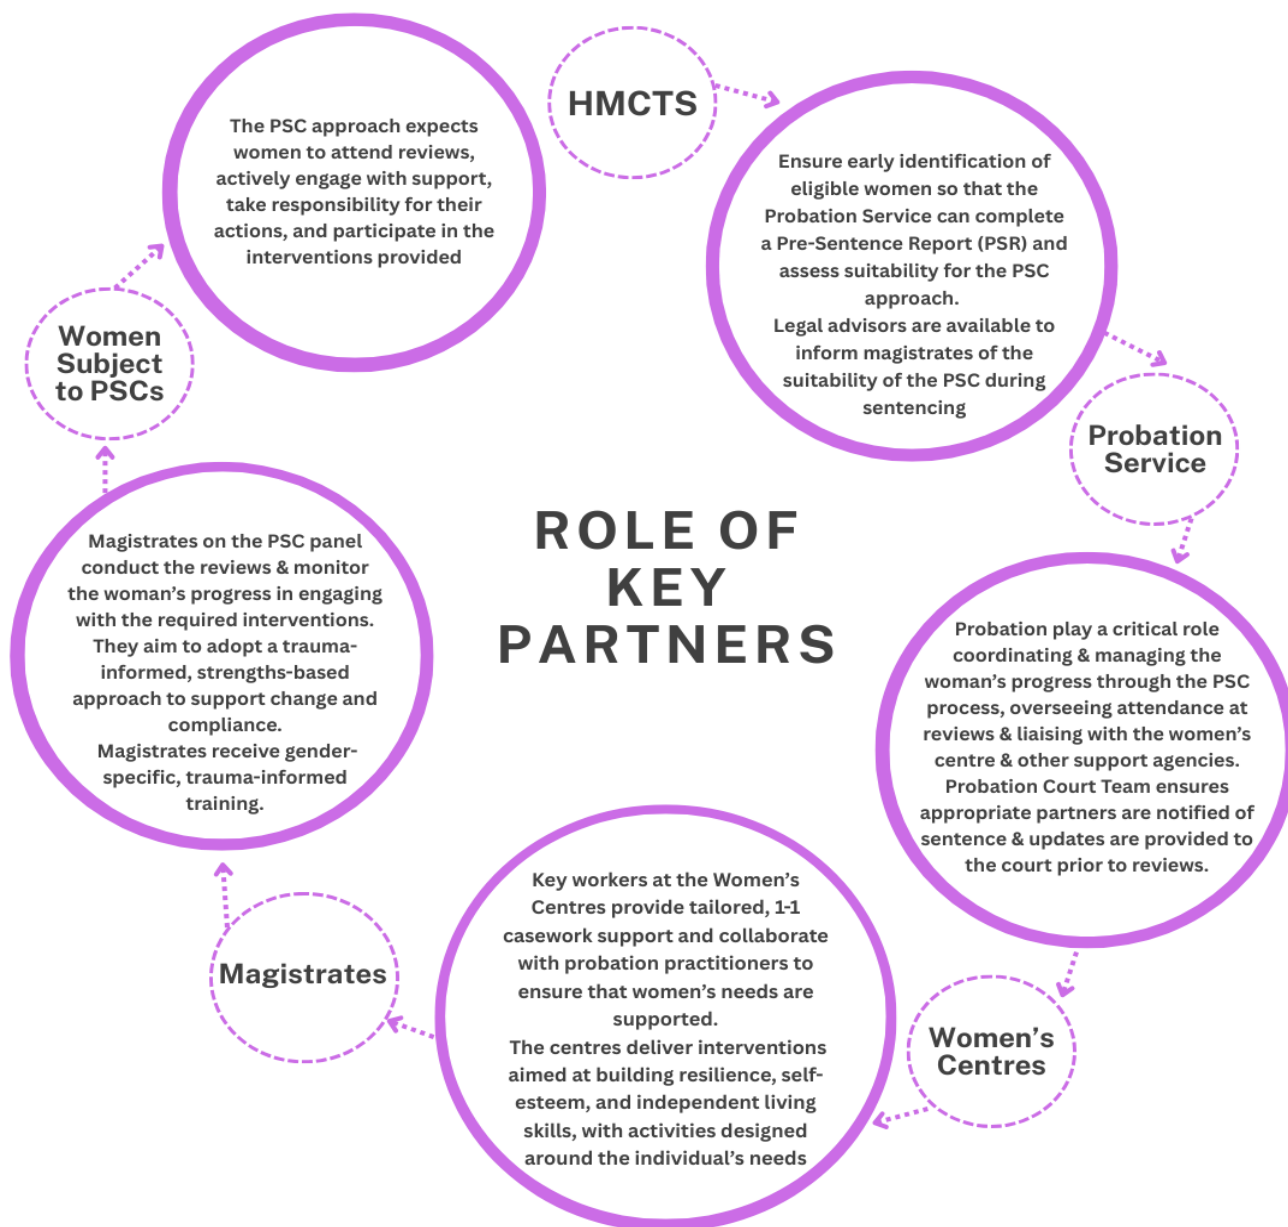 ROLE OF
KEY
PARTNERS
HMCTS
Ensure early identification of
eligible women so that the
Probation Service can complete
a Pre-Sentence Report (PSR) and
assess suitability for the PSC
approach.
Legal advisors are available to
inform magistrates of the
suitability of the PSC during
sentencing
Probation
Service
Probation play a critical role
coordinating & managing the
woman’s progress through the PSC
process, overseeing attendance at
reviews & liaising with the women’s
centre & other support agencies.
Probation Court Team ensures
appropriate partners are notified of
sentence & updates are provided to
the court prior to reviews.
Women’s
Centres
Key workers at the Women’s
Centres provide tailored, 1-1
casework support and collaborate
with probation practitioners to
ensure that women’s needs are
supported.
The centres deliver interventions
aimed at building resilience, self-
esteem, and independent living
skills, with activities designed
around the individual’s needs
Magistrates
Magistrates on the PSC panel
conduct the reviews & monitor
the woman’s progress in engaging
with the required interventions.
They aim to adopt a trauma-
informed, strengths-based
approach to support change and
compliance.
Magistrates receive gender-
specific, trauma-informed
training.
Women
Subject
to PSCs
The PSC approach expects
women to attend reviews,
actively engage with support,
take responsibility for their
actions, and participate in the
interventions provided